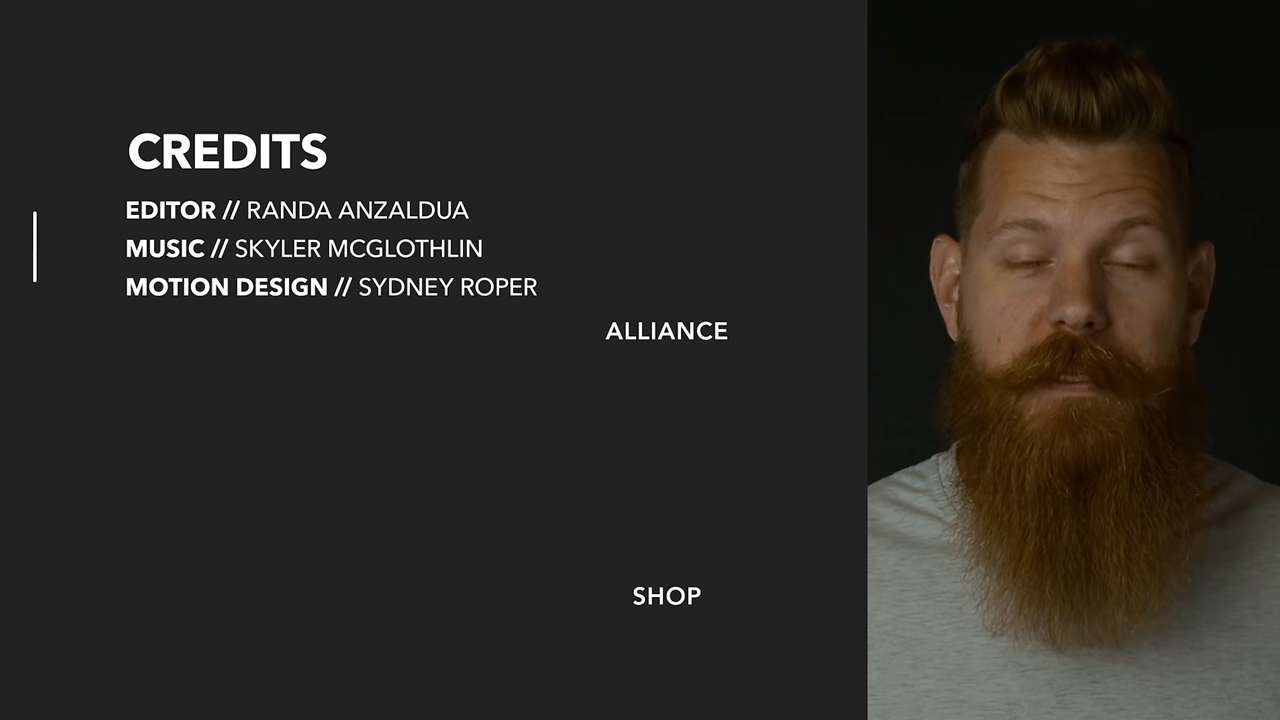 CREDITS
EDITOR // RANDA ANZALDUA
MUSIC // SKYLER MCGLOTHLIN
MOTION DESIGN // SYDNEY ROPER
ALLIANCE
SHOP